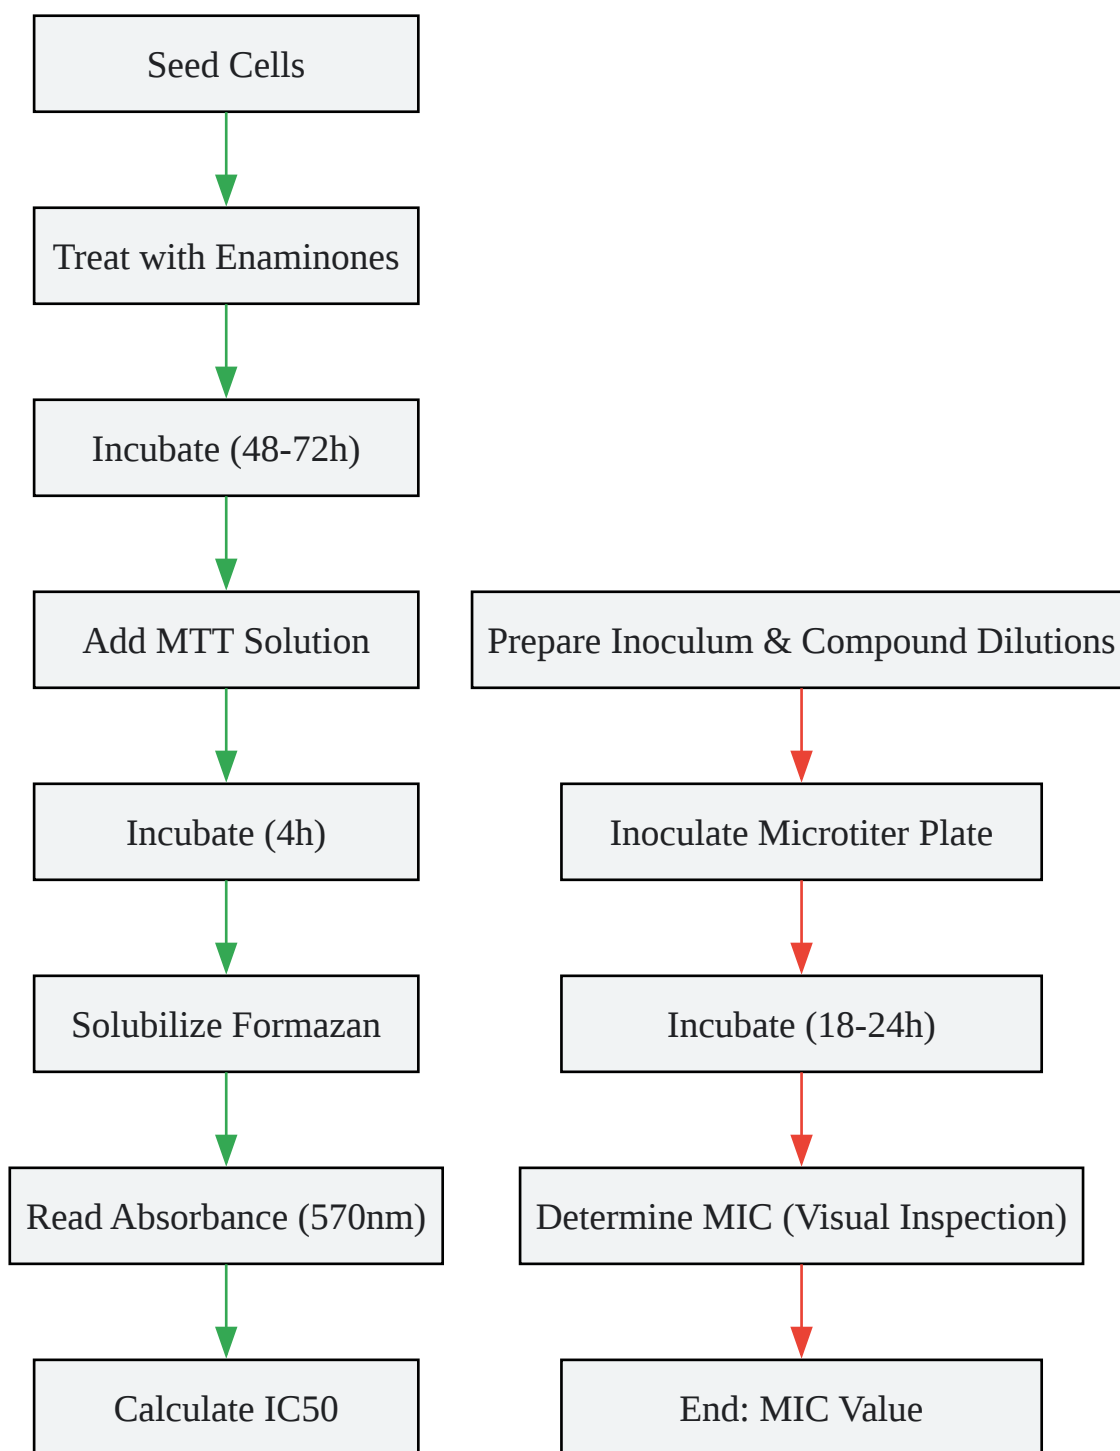 Seed Cells
Treat with Enaminones
Incubate (48-72h)
Add MTT Solution
Incubate (4h)
Solubilize Formazan
Read Absorbance (570nm)
Calculate IC50
Prepare Inoculum & Compound Dilutions
Inoculate Microtiter Plate
Incubate (18-24h)
Determine MIC (Visual Inspection)
End: MIC Value